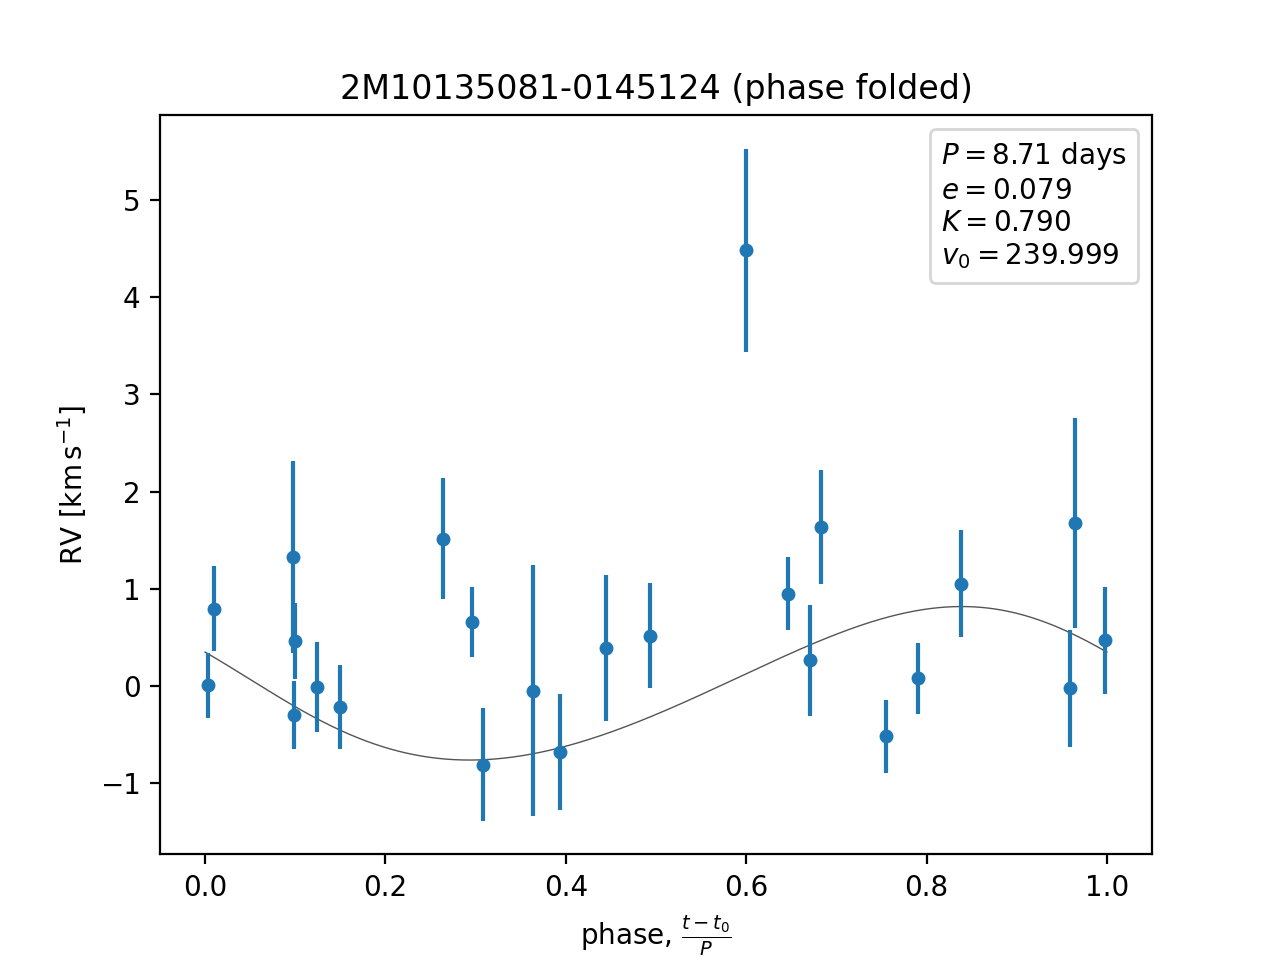 2M10135081-0145124 (phase folded)
P = 8.71 days
e = 0.079
K = 0.790
v₀ = 239.999
5
4
3
2
1
0
−1
RV [km s⁻¹]
0.0 0.2 0.4 0.6 0.8 1.0
phase, (t − t₀)/P